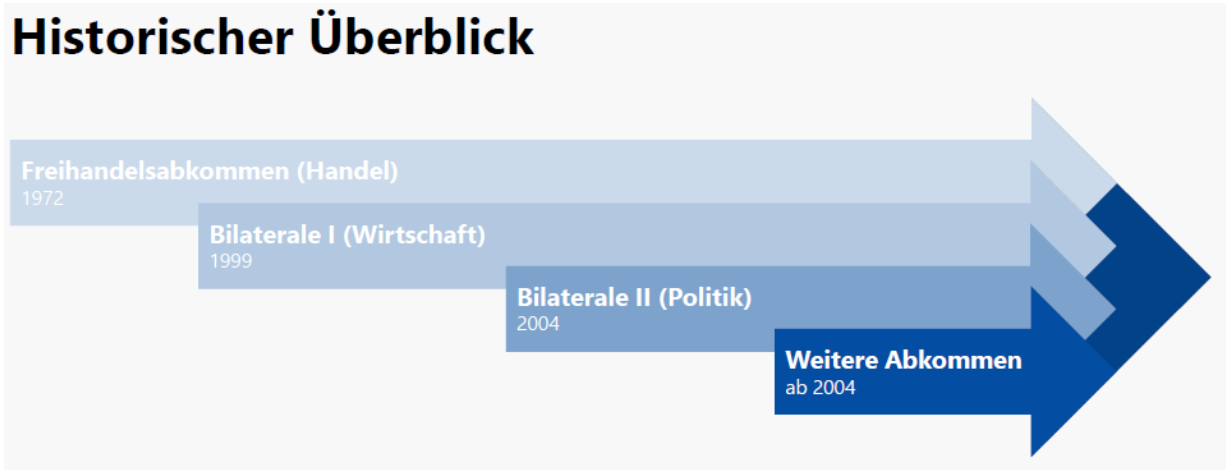 Historischer Überblick
Freihandelsabkommen (Handel)
1972
Bilaterale I (Wirtschaft)
1999
Bilaterale II (Politik)
2004
Weitere Abkommen
ab 2004